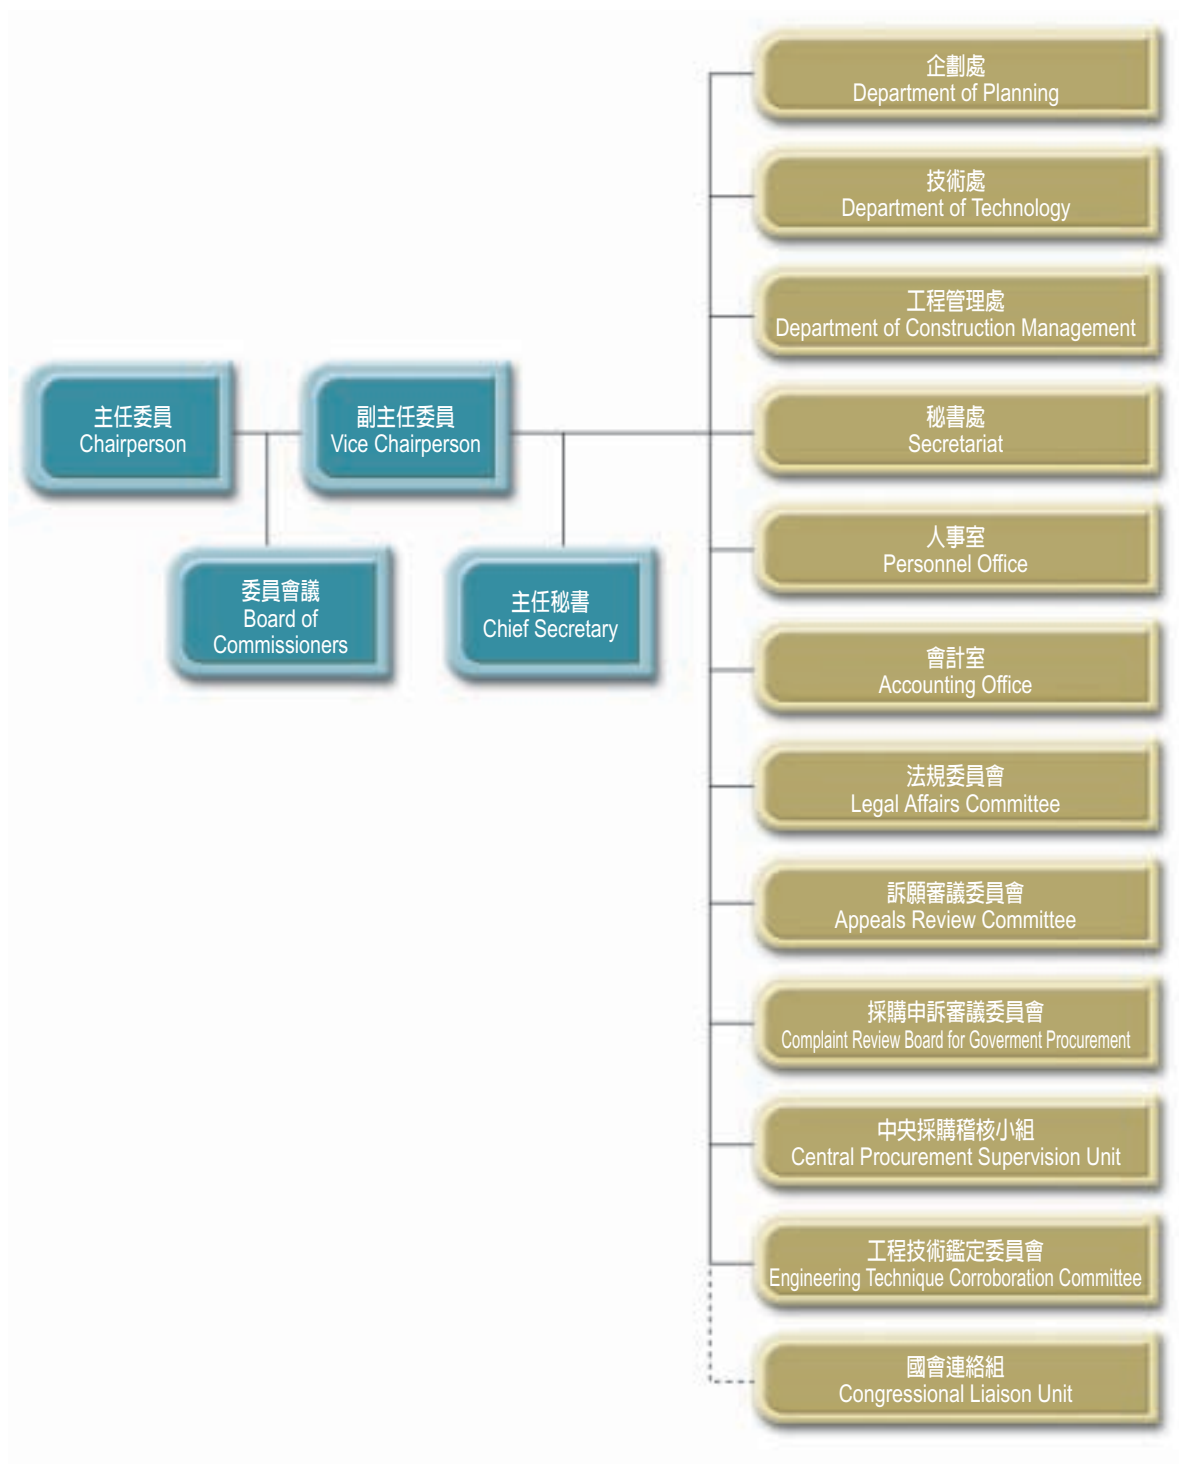 主任委員
Chairperson
副主任委員
Vice Chairperson
委員會議
Board of
Commissioners
主任秘書
Chief Secretary
企劃處
Department of Planning
技術處
Department of Technology
工程管理處
Department of Construction Management
秘書處
Secretariat
人事室
Personnel Office
會計室
Accounting Office
法規委員會
Legal Affairs Committee
訴願審議委員會
Appeals Review Committee
採購申訴審議委員會
Complaint Review Board for Goverment Procurement
中央採購稽核小組
Central Procurement Supervision Unit
工程技術鑑定委員會
Engineering Technique Corroboration Committee
國會連絡組
Congressional Liaison Unit